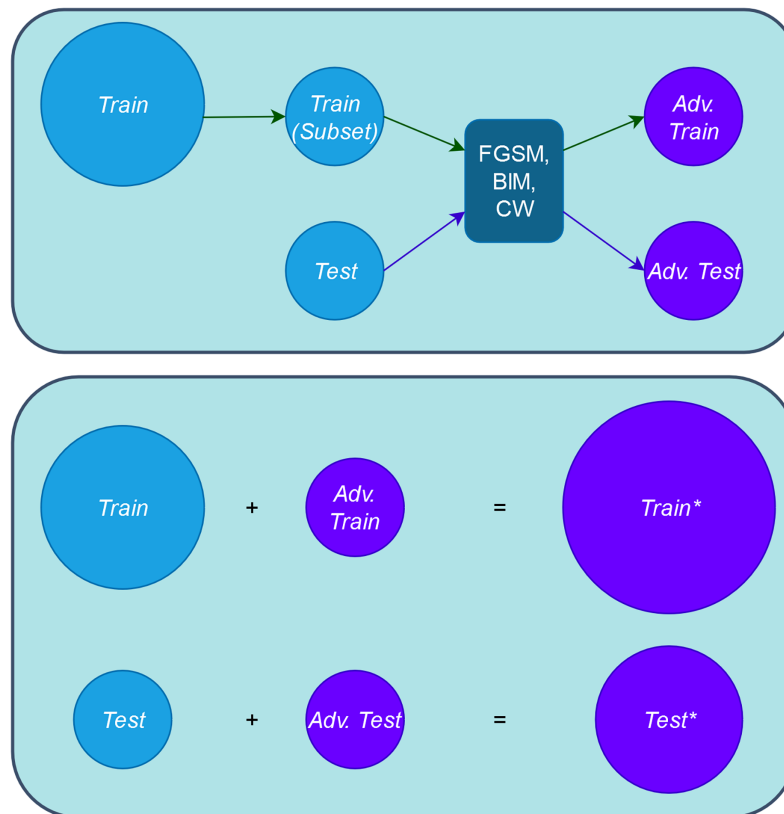 Train
Train
(Subset)
FGSM,
BIM,
CW
Adv.
Train
Test
Adv. Test
Train
+
Adv.
Train
=
Train*
Test
+
Adv. Test
=
Test*